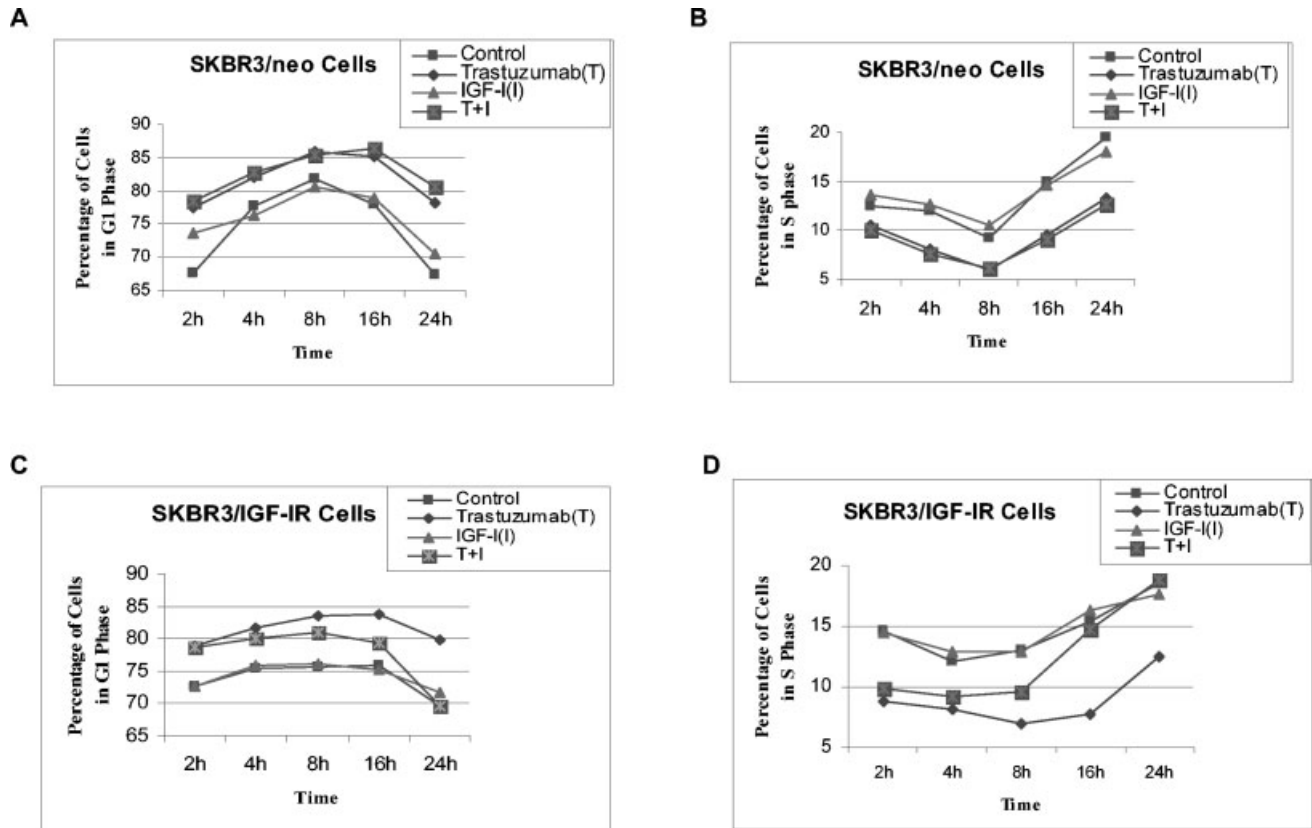 A
SKBR3/neo Cells
Control
Trastuzumab(T)
IGF-I(I)
T+I
Percentage of Cells
in G1 Phase
90
85
80
75
70
65
2h 4h 8h 16h 24h
Time
B
SKBR3/neo Cells
Control
Trastuzumab(T)
IGF-I(I)
T+I
Percentage of Cells
in S phase
20
15
10
5
2h 4h 8h 16h 24h
Time
C
SKBR3/IGF-IR Cells
Control
Trastuzumab(T)
IGF-I(I)
T+I
Percentage of Cells
in G1 Phase
90
85
80
75
70
65
2h 4h 8h 16h 24h
Time
D
SKBR3/IGF-IR Cells
Control
Trastuzumab(T)
IGF-I(I)
T+I
Percentage of Cells
in S Phase
20
15
10
5
2h 4h 8h 16h 24h
Time